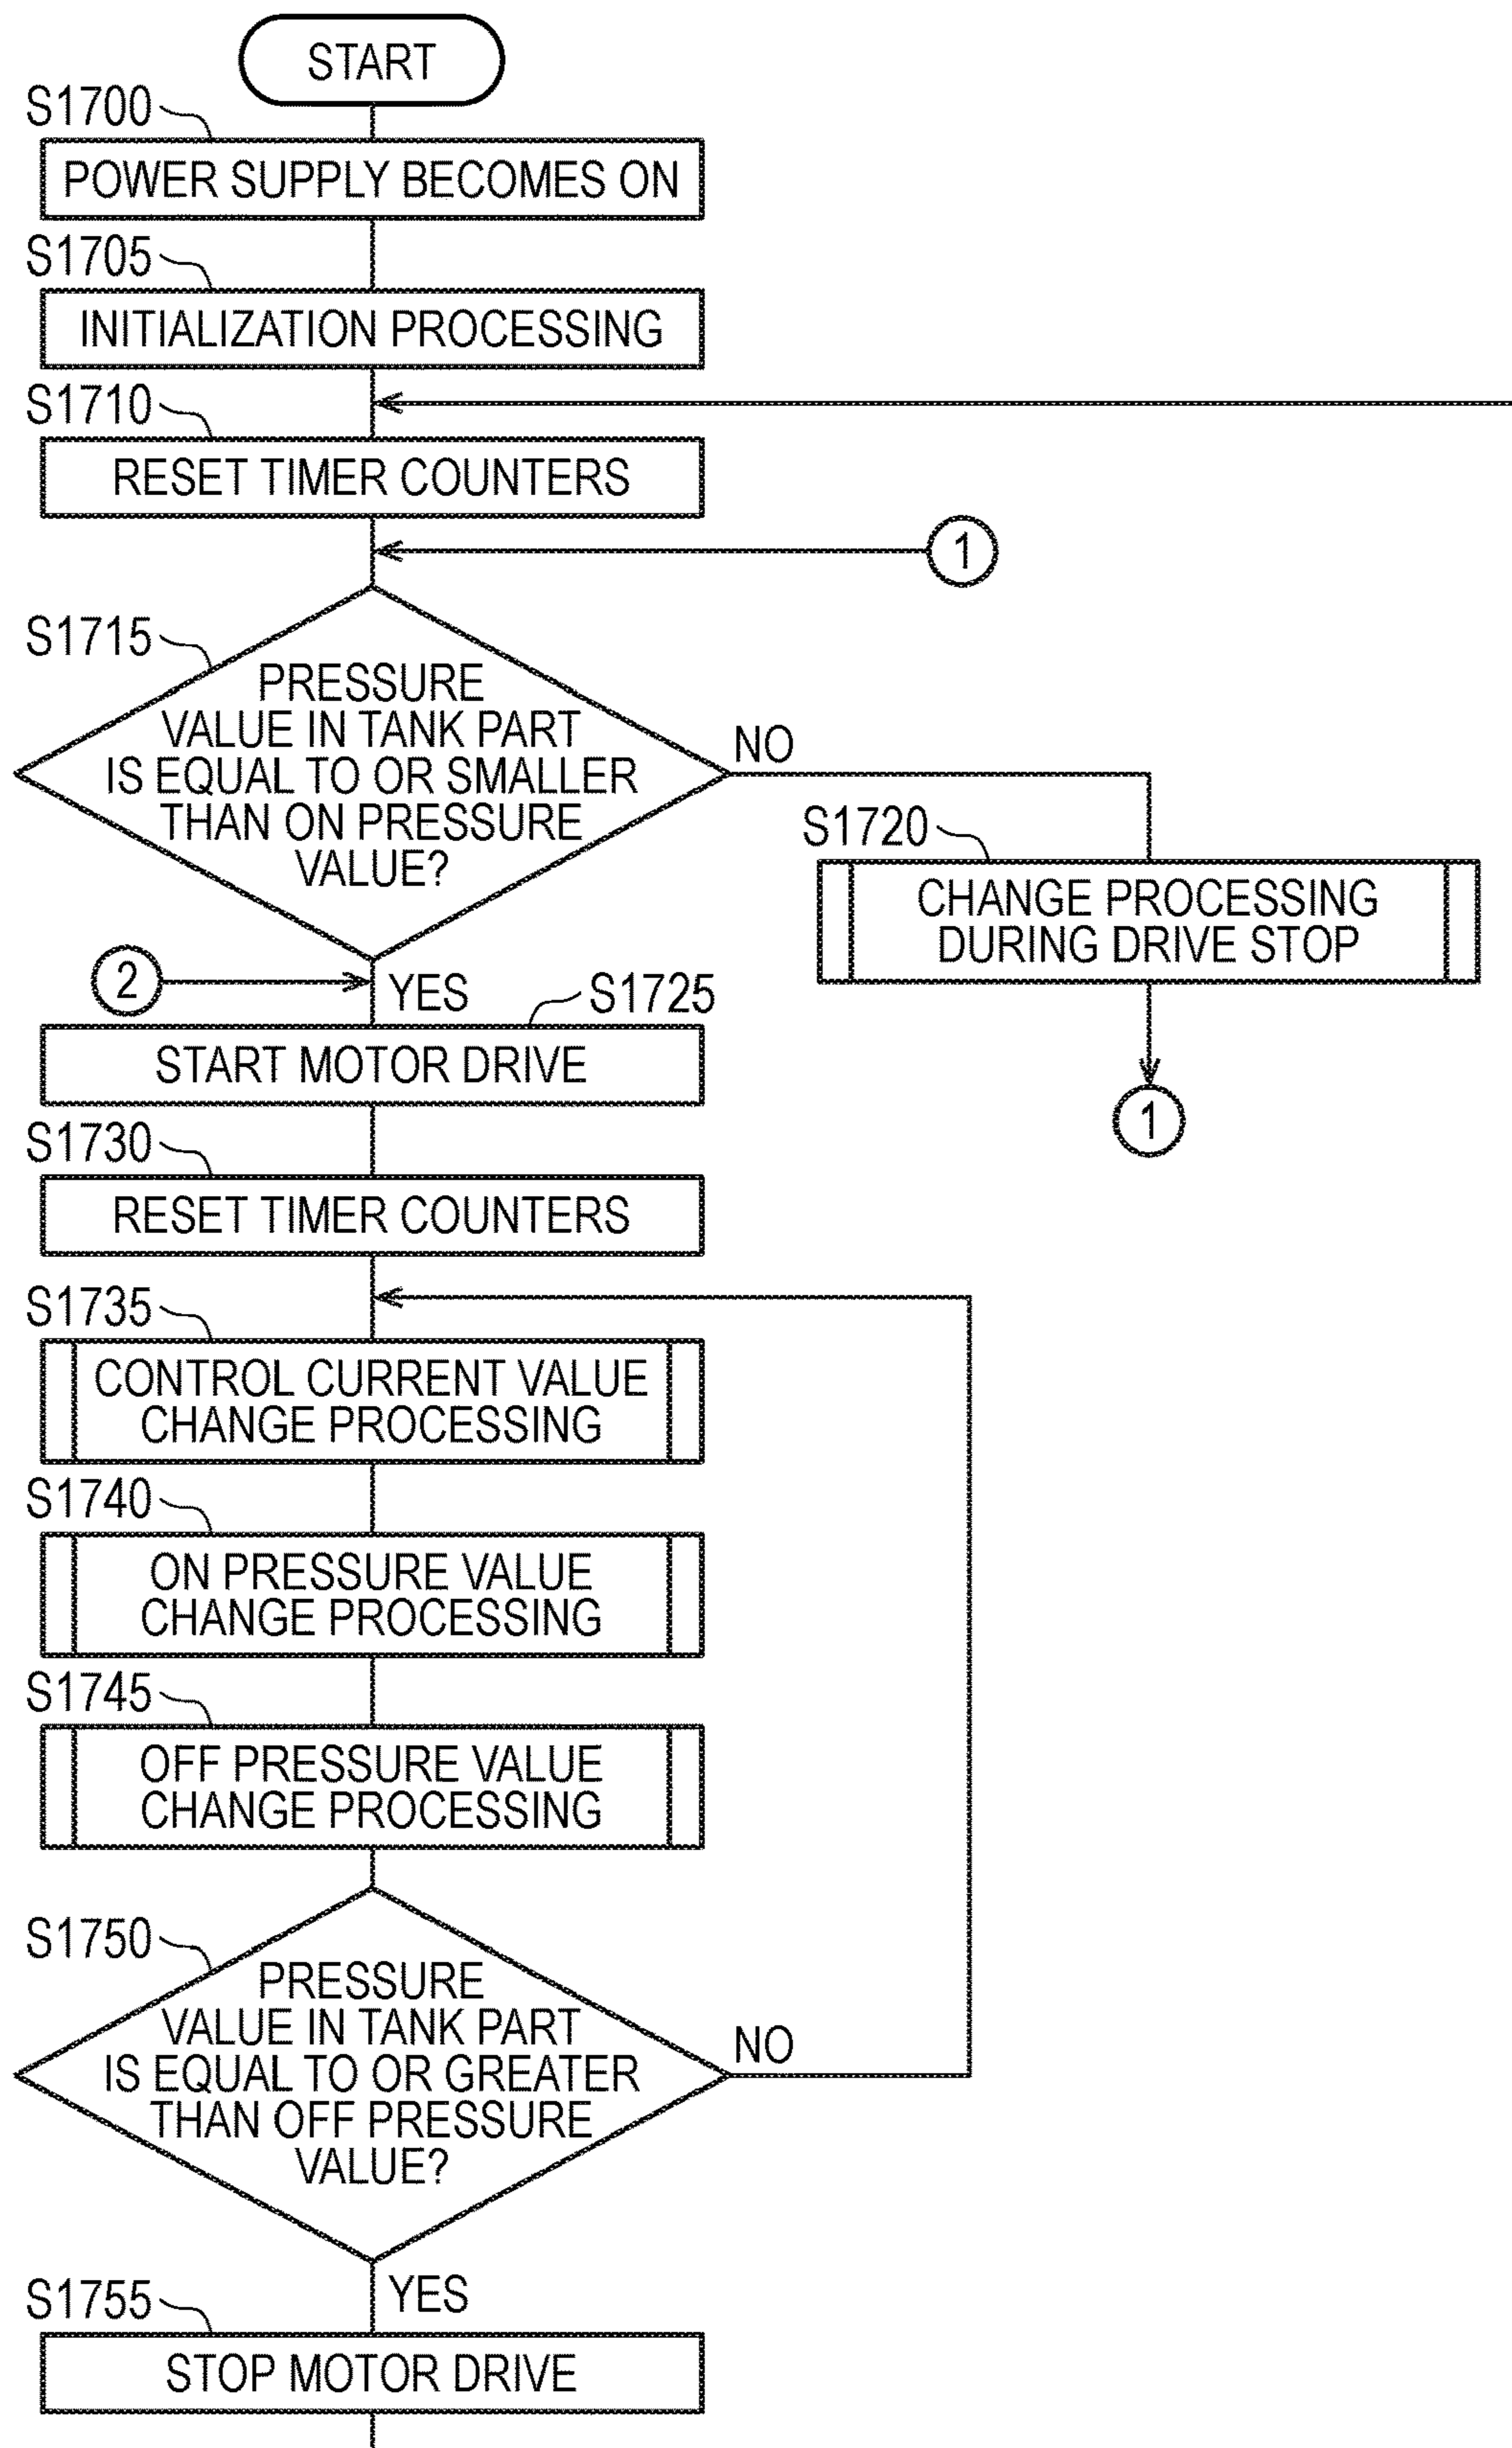 START
S1700
POWER SUPPLY BECOMES ON
S1705
INITIALIZATION PROCESSING
S1710
RESET TIMER COUNTERS
1
S1715
PRESSURE
VALUE IN TANK PART
IS EQUAL TO OR SMALLER
THAN ON PRESSURE
VALUE?
NO
S1720
CHANGE PROCESSING
DURING DRIVE STOP
1
2
YES
S1725
START MOTOR DRIVE
S1730
RESET TIMER COUNTERS
S1735
CONTROL CURRENT VALUE
CHANGE PROCESSING
S1740
ON PRESSURE VALUE
CHANGE PROCESSING
S1745
OFF PRESSURE VALUE
CHANGE PROCESSING
S1750
PRESSURE
VALUE IN TANK PART
IS EQUAL TO OR GREATER
THAN OFF PRESSURE
VALUE?
NO
YES
S1755
STOP MOTOR DRIVE